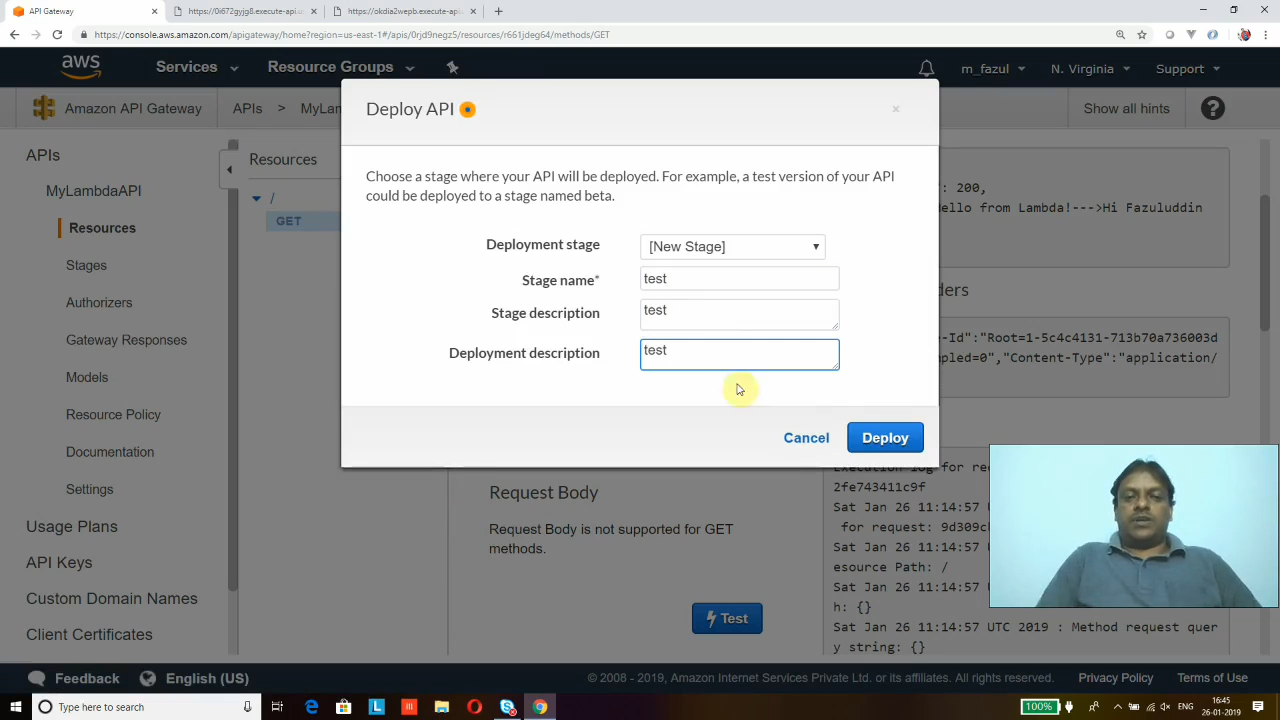 API Gateway
https://0i672gyjg8.execute-api.u
https://okdia2wepb.execute-api.
https://console.aws.amazon.com/apigateway/home?region=us-east-1#/apis/0rjd9negz5/resources/r661jdeg64/methods/GET
aws Services Resource Groups m_fazul N. Virginia Support
Amazon API Gateway APIs > MyLam Show all hints ?
APIs
MyLambdaAPI
Resources
Stages
Authorizers
Gateway Responses
Models
Resource Policy
Documentation
Settings
Usage Plans
API Keys
Custom Domain Names
Client Certificates
Resources
/
GET
Deploy API
Choose a stage where your API will be deployed. For example, a test version of your API
could be deployed to a stage named beta.
Deployment stage [New Stage]
Stage name* test
Stage description test
Deployment description test
Cancel Deploy
Request Body
Request Body is not supported for GET
methods.
Test
: 200,
ello from Lambda!--->Hi Fazuluddin
ders
-Id":"Root=1-5c4c4131-713b70a736003d
pled=0","Content-Type":"application/
Execution log for re
2fe743411c9f
Sat Jan 26 11:14:57
for request: 9d309c
Sat Jan 26 11:14:57
esource Path: /
Sat Jan 26 11:14:57
h: {}
Sat Jan 26 11:14:57 UTC 2019 : Method request quer
y string: {}
Feedback English (US) © 2008 - 2019, Amazon Internet Services Private Ltd. or its affiliates. All rights reserved. Privacy Policy Terms of Use
Type here to search
100%
ENG
16:45
26-01-2019